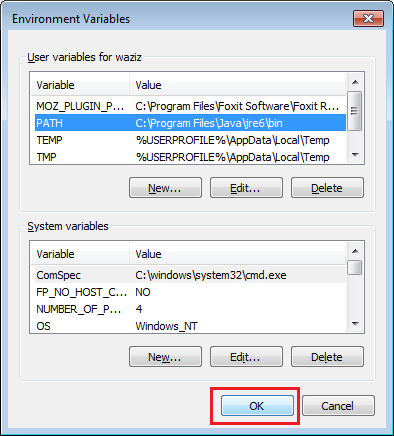 Environment Variables
User variables for waziz
Variable Value
MOZ_PLUGIN_P... C:\Program Files\Foxit Software\Foxit R...
PATH C:\Program Files\Java\jre6\bin
TEMP %USERPROFILE%\AppData\Local\Temp
TMP %USERPROFILE%\AppData\Local\Temp
New... Edit... Delete
System variables
Variable Value
ComSpec C:\windows\system32\cmd.exe
FP_NO_HOST_C... NO
NUMBER_OF_P... 4
OS Windows_NT
New... Edit... Delete
OK Cancel